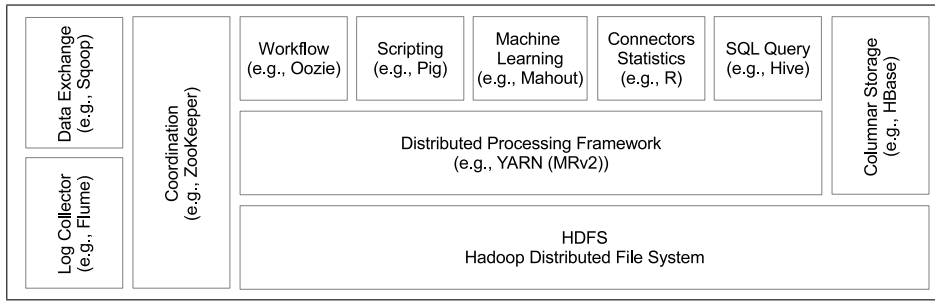 Data Exchange
(e.g., Sqoop)
Log Collector
(e.g., Flume)
Coordination
(e.g., ZooKeeper)
Workflow
(e.g., Oozie)
Scripting
(e.g., Pig)
Machine
Learning
(e.g., Mahout)
Connectors
Statistics
(e.g., R)
SQL Query
(e.g., Hive)
Columnar Storage
(e.g., HBase)
Distributed Processing Framework
(e.g., YARN (MRv2))
HDFS
Hadoop Distributed File System